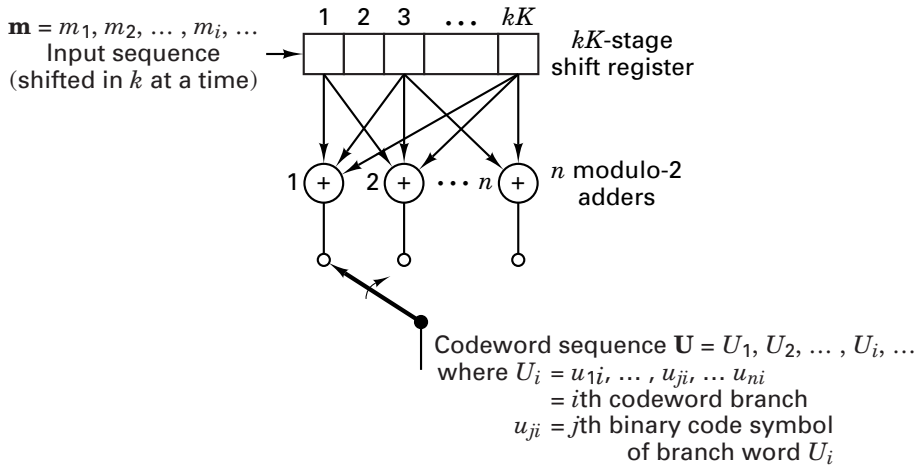 1 2 3 ... kK
m = m1, m2, ... , mi, ...
Input sequence
(shifted in k at a time)
kK-stage
shift register
1 + 2 + ... n +
n modulo-2
adders
Codeword sequence U = U1, U2, ... , Ui, ...
where Ui = u1i, ... , uji, ... uni
= ith codeword branch
uji = jth binary code symbol
of branch word Ui